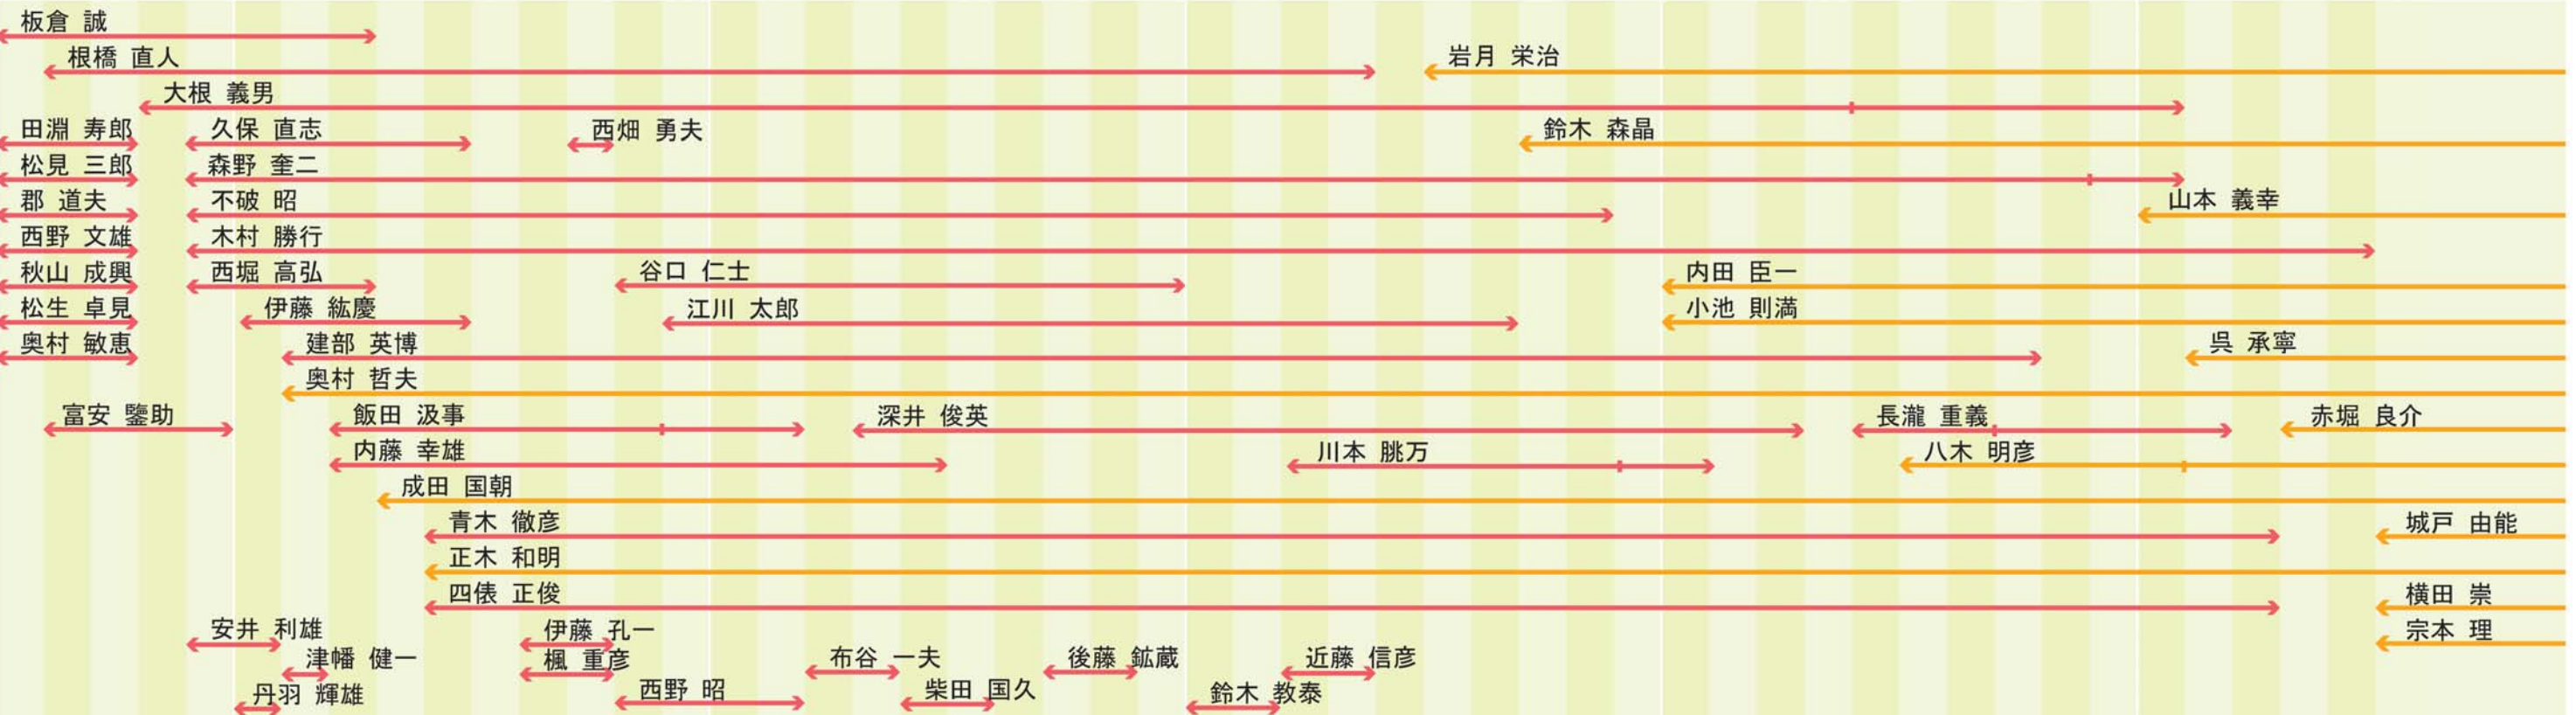 板倉 誠
根橋 直人 岩月 栄治
大根 義男
田淵 寿郎 久保 直志 西畑 勇夫 鈴木 森晶
松見 三郎 森野 奎二
郡 道夫 不破 昭 山本 義幸
西野 文雄 木村 勝行
秋山 成興 西堀 高弘 谷口 仁士 内田 臣一
松生 卓見 伊藤 紘慶 江川 太郎 小池 則満
奥村 敏恵 建部 英博 呉 承寧
奥村 哲夫
富安 鑒助 飯田 汲事 深井 俊英 長瀧 重義 赤堀 良介
内藤 幸雄 川本 朓万 八木 明彦
成田 国朝
青木 徹彦 城戸 由能
正木 和明
四俵 正俊 横田 崇
安井 利雄 伊藤 孔一 宗本 理
津幡 健一 楓 重彦 布谷 一夫 後藤 鉱蔵 近藤 信彦
丹羽 輝雄 西野 昭 柴田 国久 鈴木 教泰